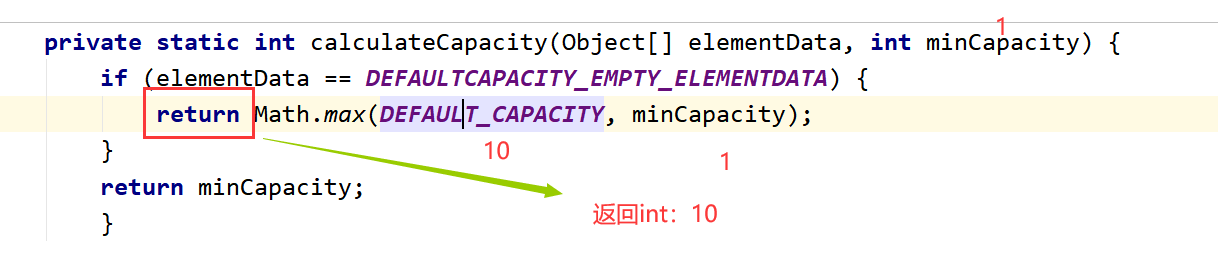 1
private static int calculateCapacity(Object[] elementData, int minCapacity) {
if (elementData == DEFAULTCAPACITY_EMPTY_ELEMENTDATA) {
return Math.max(DEFAULT_CAPACITY, minCapacity);
}
10
1
return minCapacity;
返回int：10
}